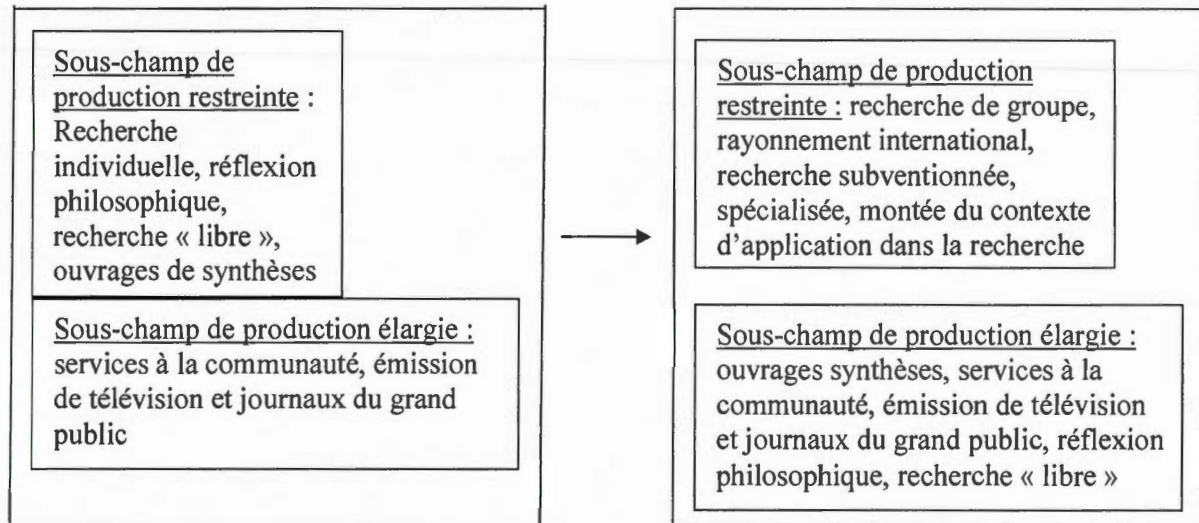 Sous-champ de
production restreinte :
Recherche
individuelle, réflexion
philosophique,
recherche « libre »,
ouvrages de synthèses
Sous-champ de production élargie :
services à la communauté, émission
de télévision et journaux du grand
public
Sous-champ de production
restreinte : recherche de groupe,
rayonnement international,
recherche subventionnée,
spécialisée, montée du contexte
d'application dans la recherche
Sous-champ de production élargie :
ouvrages synthèses, services à la
communauté, émission de télévision
et journaux du grand public, réflexion
philosophique, recherche « libre »